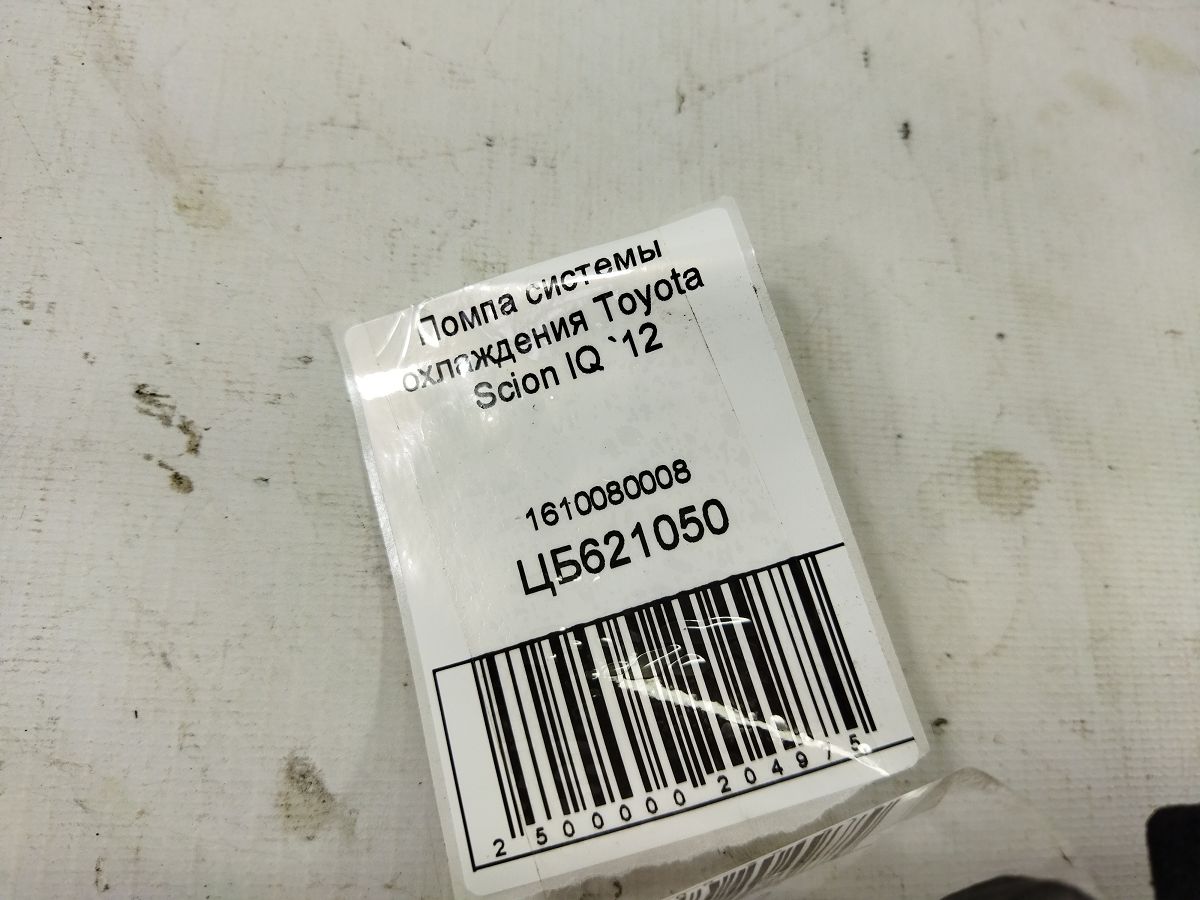 Помпа системы
охлаждения Toyota
Scion IQ `12
1610080008
ЦБ621050
2500000204975